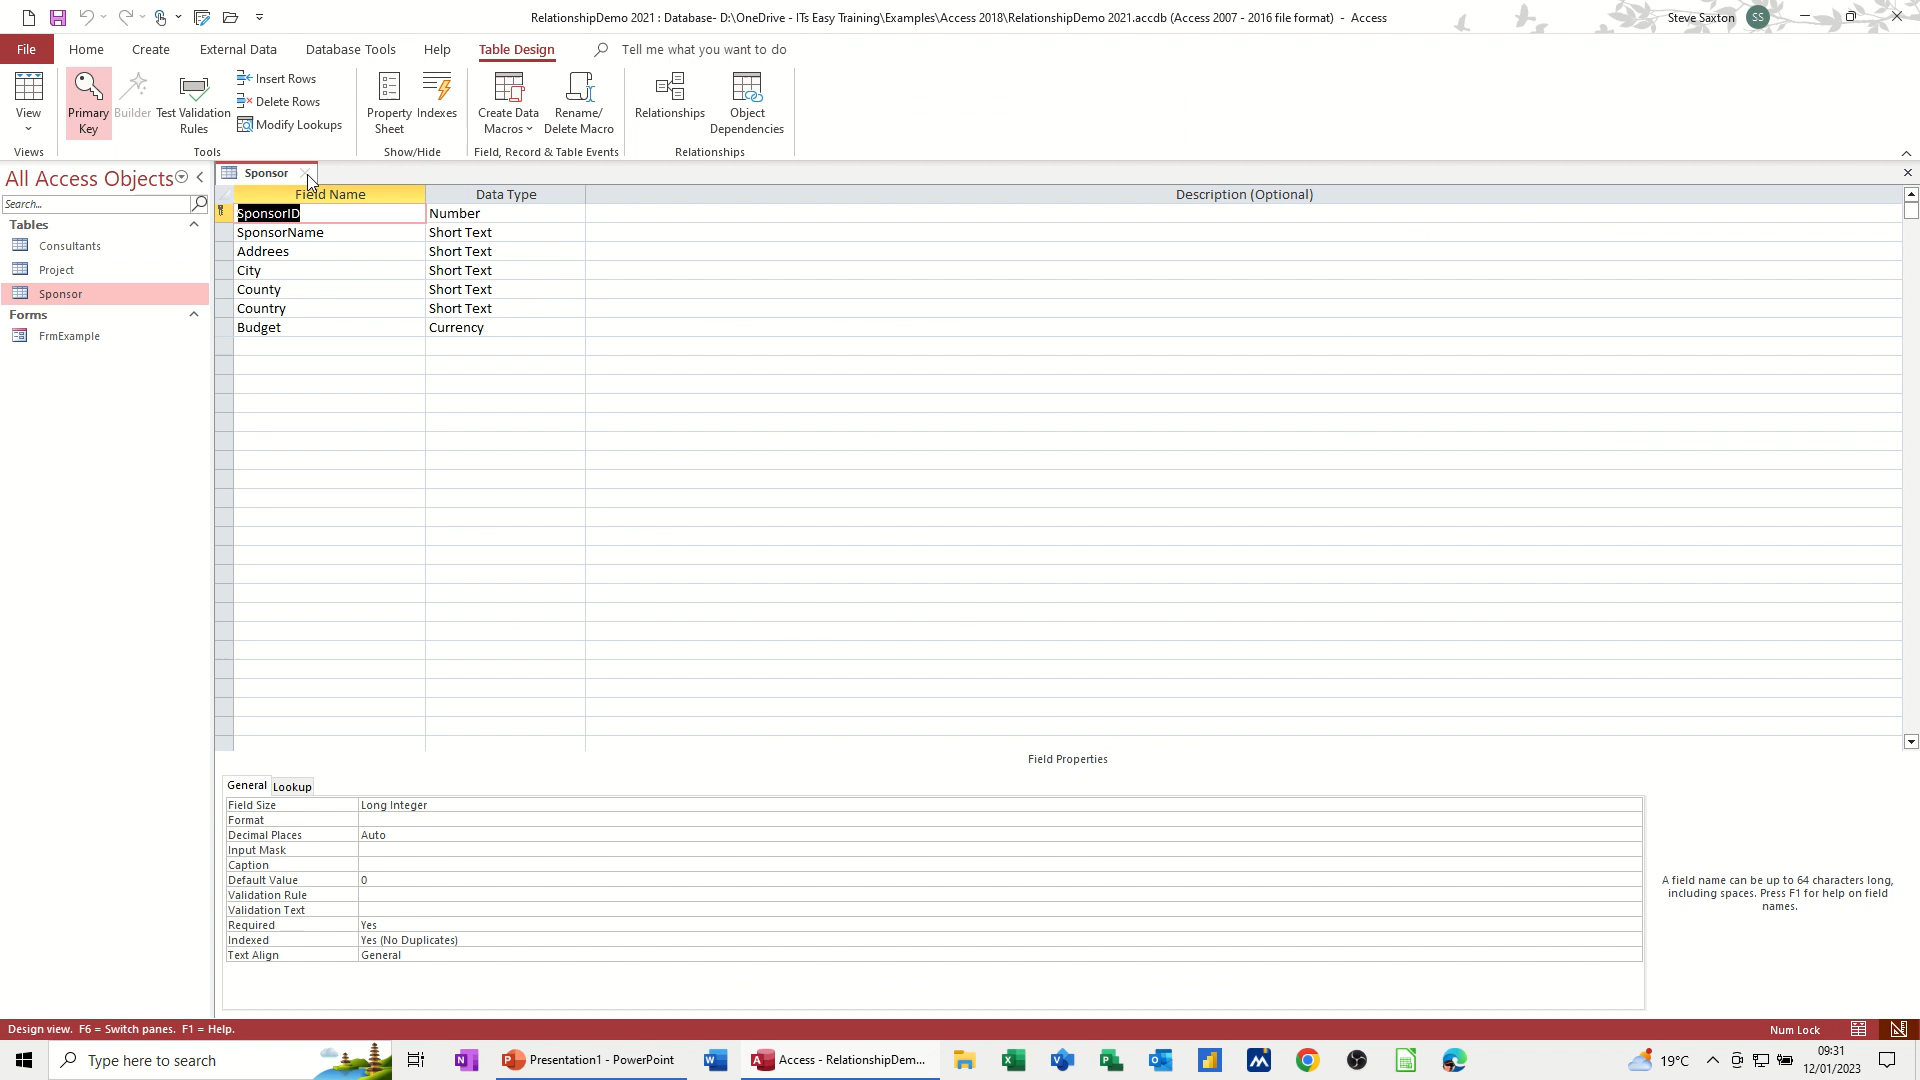 RelationshipDemo 2021 : Database- D:\OneDrive - ITs Easy Training\Examples\Access 2018\RelationshipDemo 2021.accdb (Access 2007 - 2016 file format) - Access
Steve Saxton SS
File Home Create External Data Database Tools Help Table Design Tell me what you want to do
View
Primary Key
Builder
Test Validation Rules
Insert Rows
Delete Rows
Modify Lookups
Property Sheet
Indexes
Create Data Macros
Rename/ Delete Macro
Relationships
Object Dependencies
Views Tools Show/Hide Field, Record & Table Events Relationships
All Access Objects
Search...
Tables
Consultants
Project
Sponsor
Forms
FrmExample
Sponsor
Field Name Data Type Description (Optional)
SponsorID Number
SponsorName Short Text
Addrees Short Text
City Short Text
County Short Text
Country Short Text
Budget Currency
Field Properties
General Lookup
Field Size Long Integer
Format
Decimal Places Auto
Input Mask
Caption
Default Value 0
Validation Rule
Validation Text
Required Yes
Indexed Yes (No Duplicates)
Text Align General
A field name can be up to 64 characters long,
including spaces. Press F1 for help on field
names.
Design view. F6 = Switch panes. F1 = Help.
Num Lock
Type here to search
Presentation1 - PowerPoint
Access - RelationshipDem...
19°C
09:31
12/01/2023